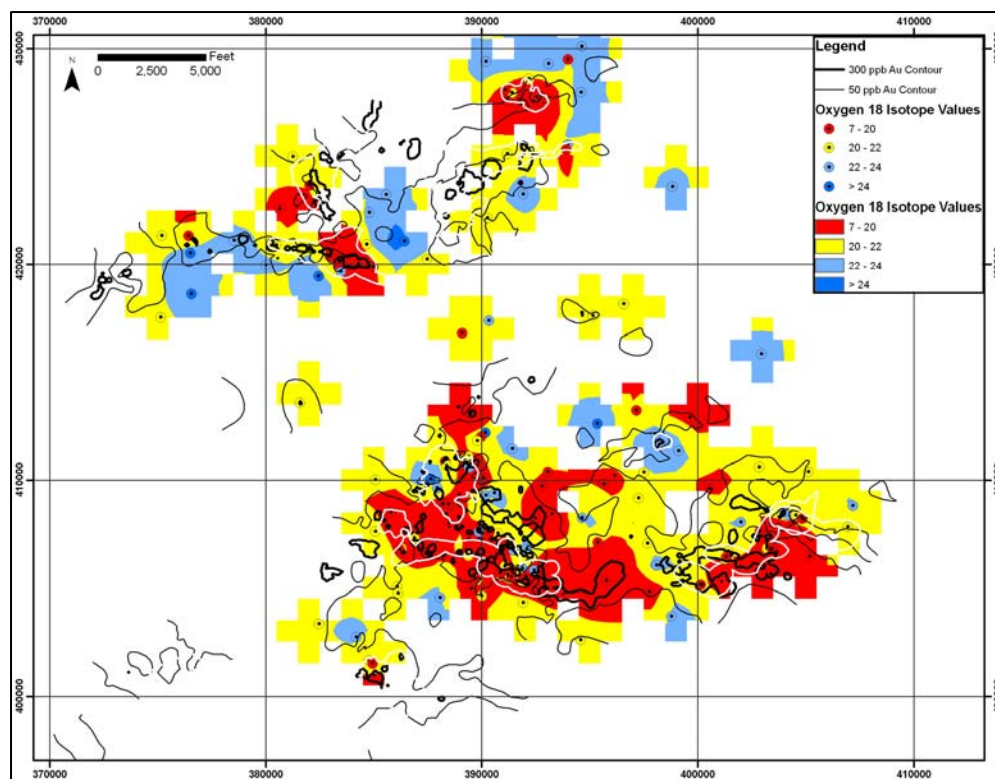 370000 380000 390000 400000 410000
430000
N
Feet
0 2,500 5,000
Legend
300 ppb Au Contour
50 ppb Au Contour
Oxygen 18 Isotope Values
7 - 20
20 - 22
22 - 24
> 24
Oxygen 18 Isotope Values
7 - 20
20 - 22
22 - 24
> 24
420000
410000
400000
370000 380000 390000 400000 410000